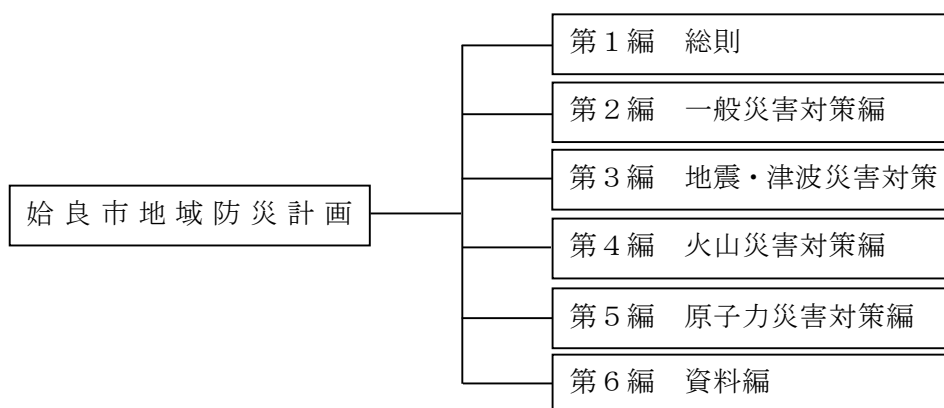 始良市地域防災計画
第１編　総則
第２編　一般災害対策編
第３編　地震・津波災害対策
第４編　火山災害対策編
第５編　原子力災害対策編
第６編　資料編